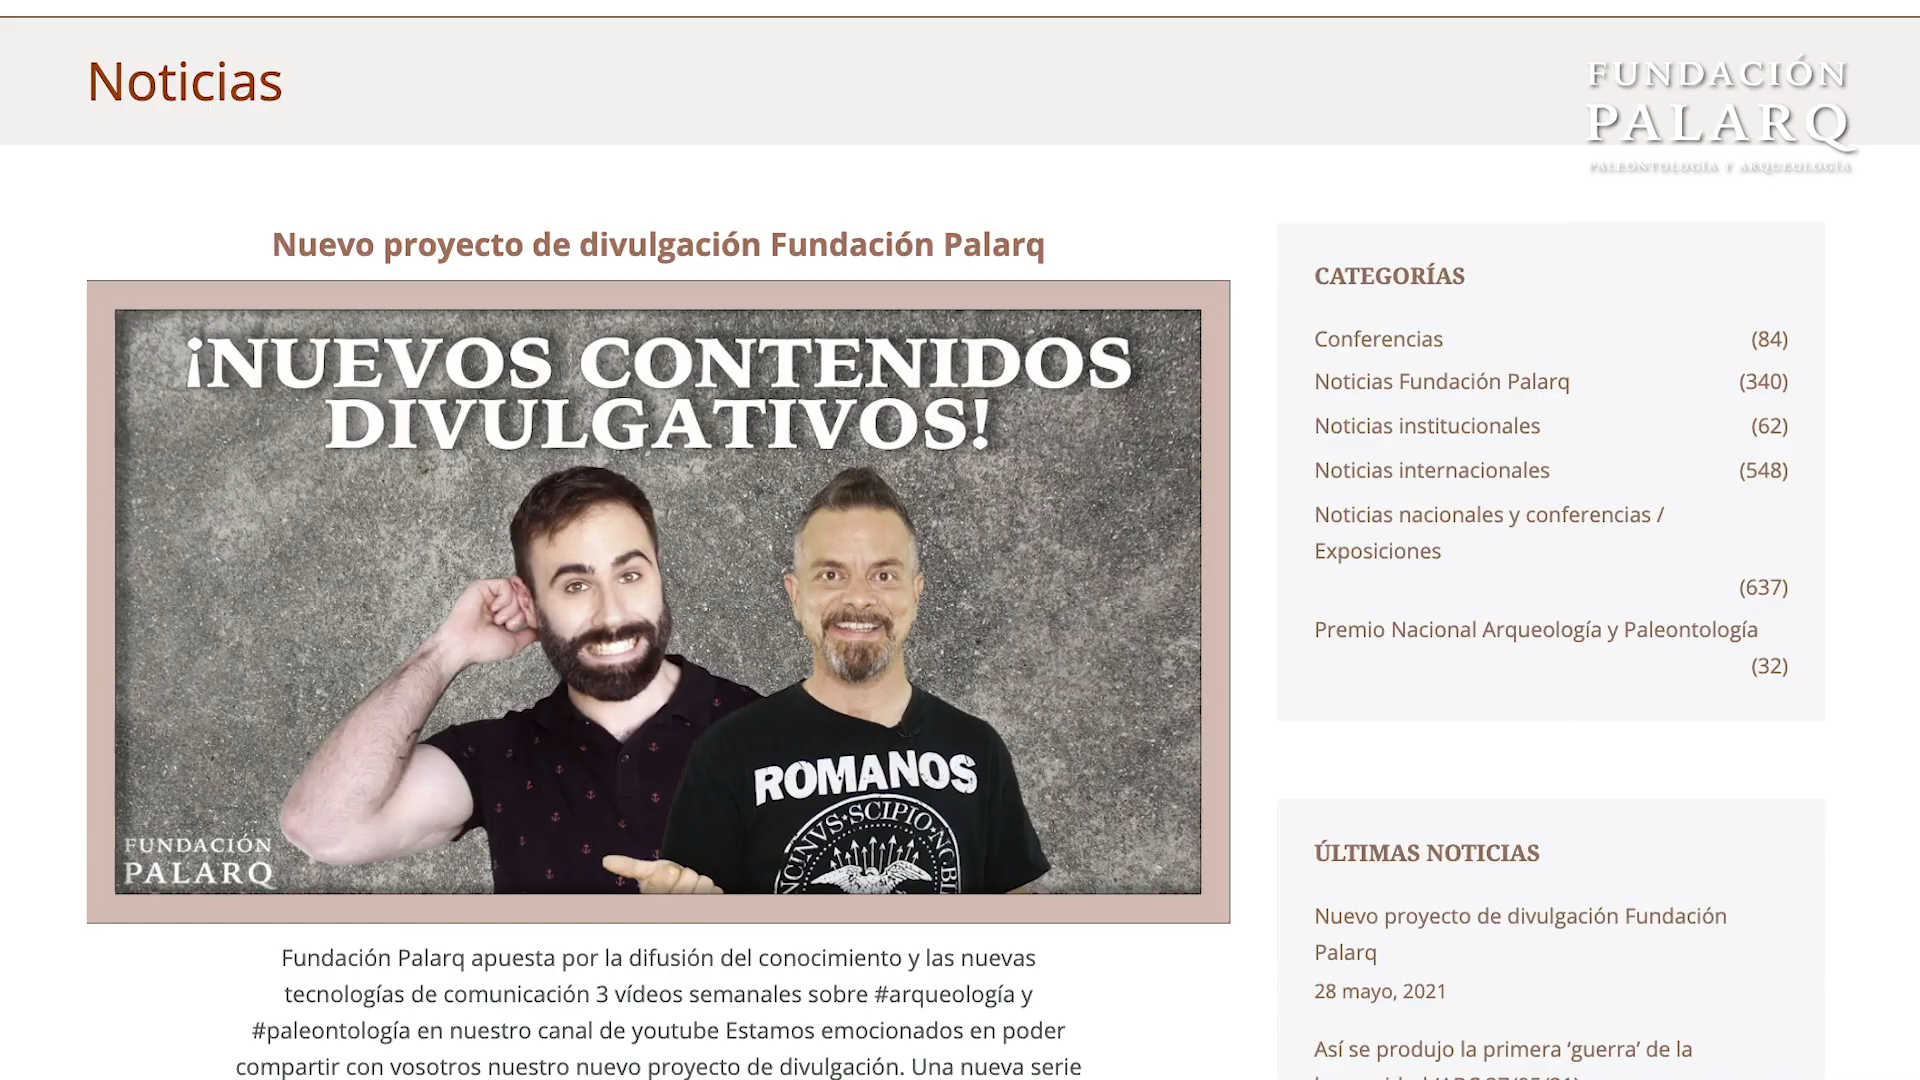 Noticias
FUNDACIÓN
PALARQ
PALEONTOLOGÍA Y ARQUEOLOGÍA
Nuevo proyecto de divulgación Fundación Palarq
¡NUEVOS CONTENIDOS
DIVULGATIVOS!
ROMANOS
SCIPIO
FUNDACIÓN
PALARQ
Fundación Palarq apuesta por la difusión del conocimiento y las nuevas
tecnologías de comunicación 3 vídeos semanales sobre #arqueología y
#paleontología en nuestro canal de youtube Estamos emocionados en poder
compartir con vosotros nuestro nuevo proyecto de divulgación. Una nueva serie
CATEGORÍAS
Conferencias (84)
Noticias Fundación Palarq (340)
Noticias institucionales (62)
Noticias internacionales (548)
Noticias nacionales y conferencias /
Exposiciones
(637)
Premio Nacional Arqueología y Paleontología
(32)
ÚLTIMAS NOTICIAS
Nuevo proyecto de divulgación Fundación
Palarq
28 mayo, 2021
Así se produjo la primera ‘guerra’ de la